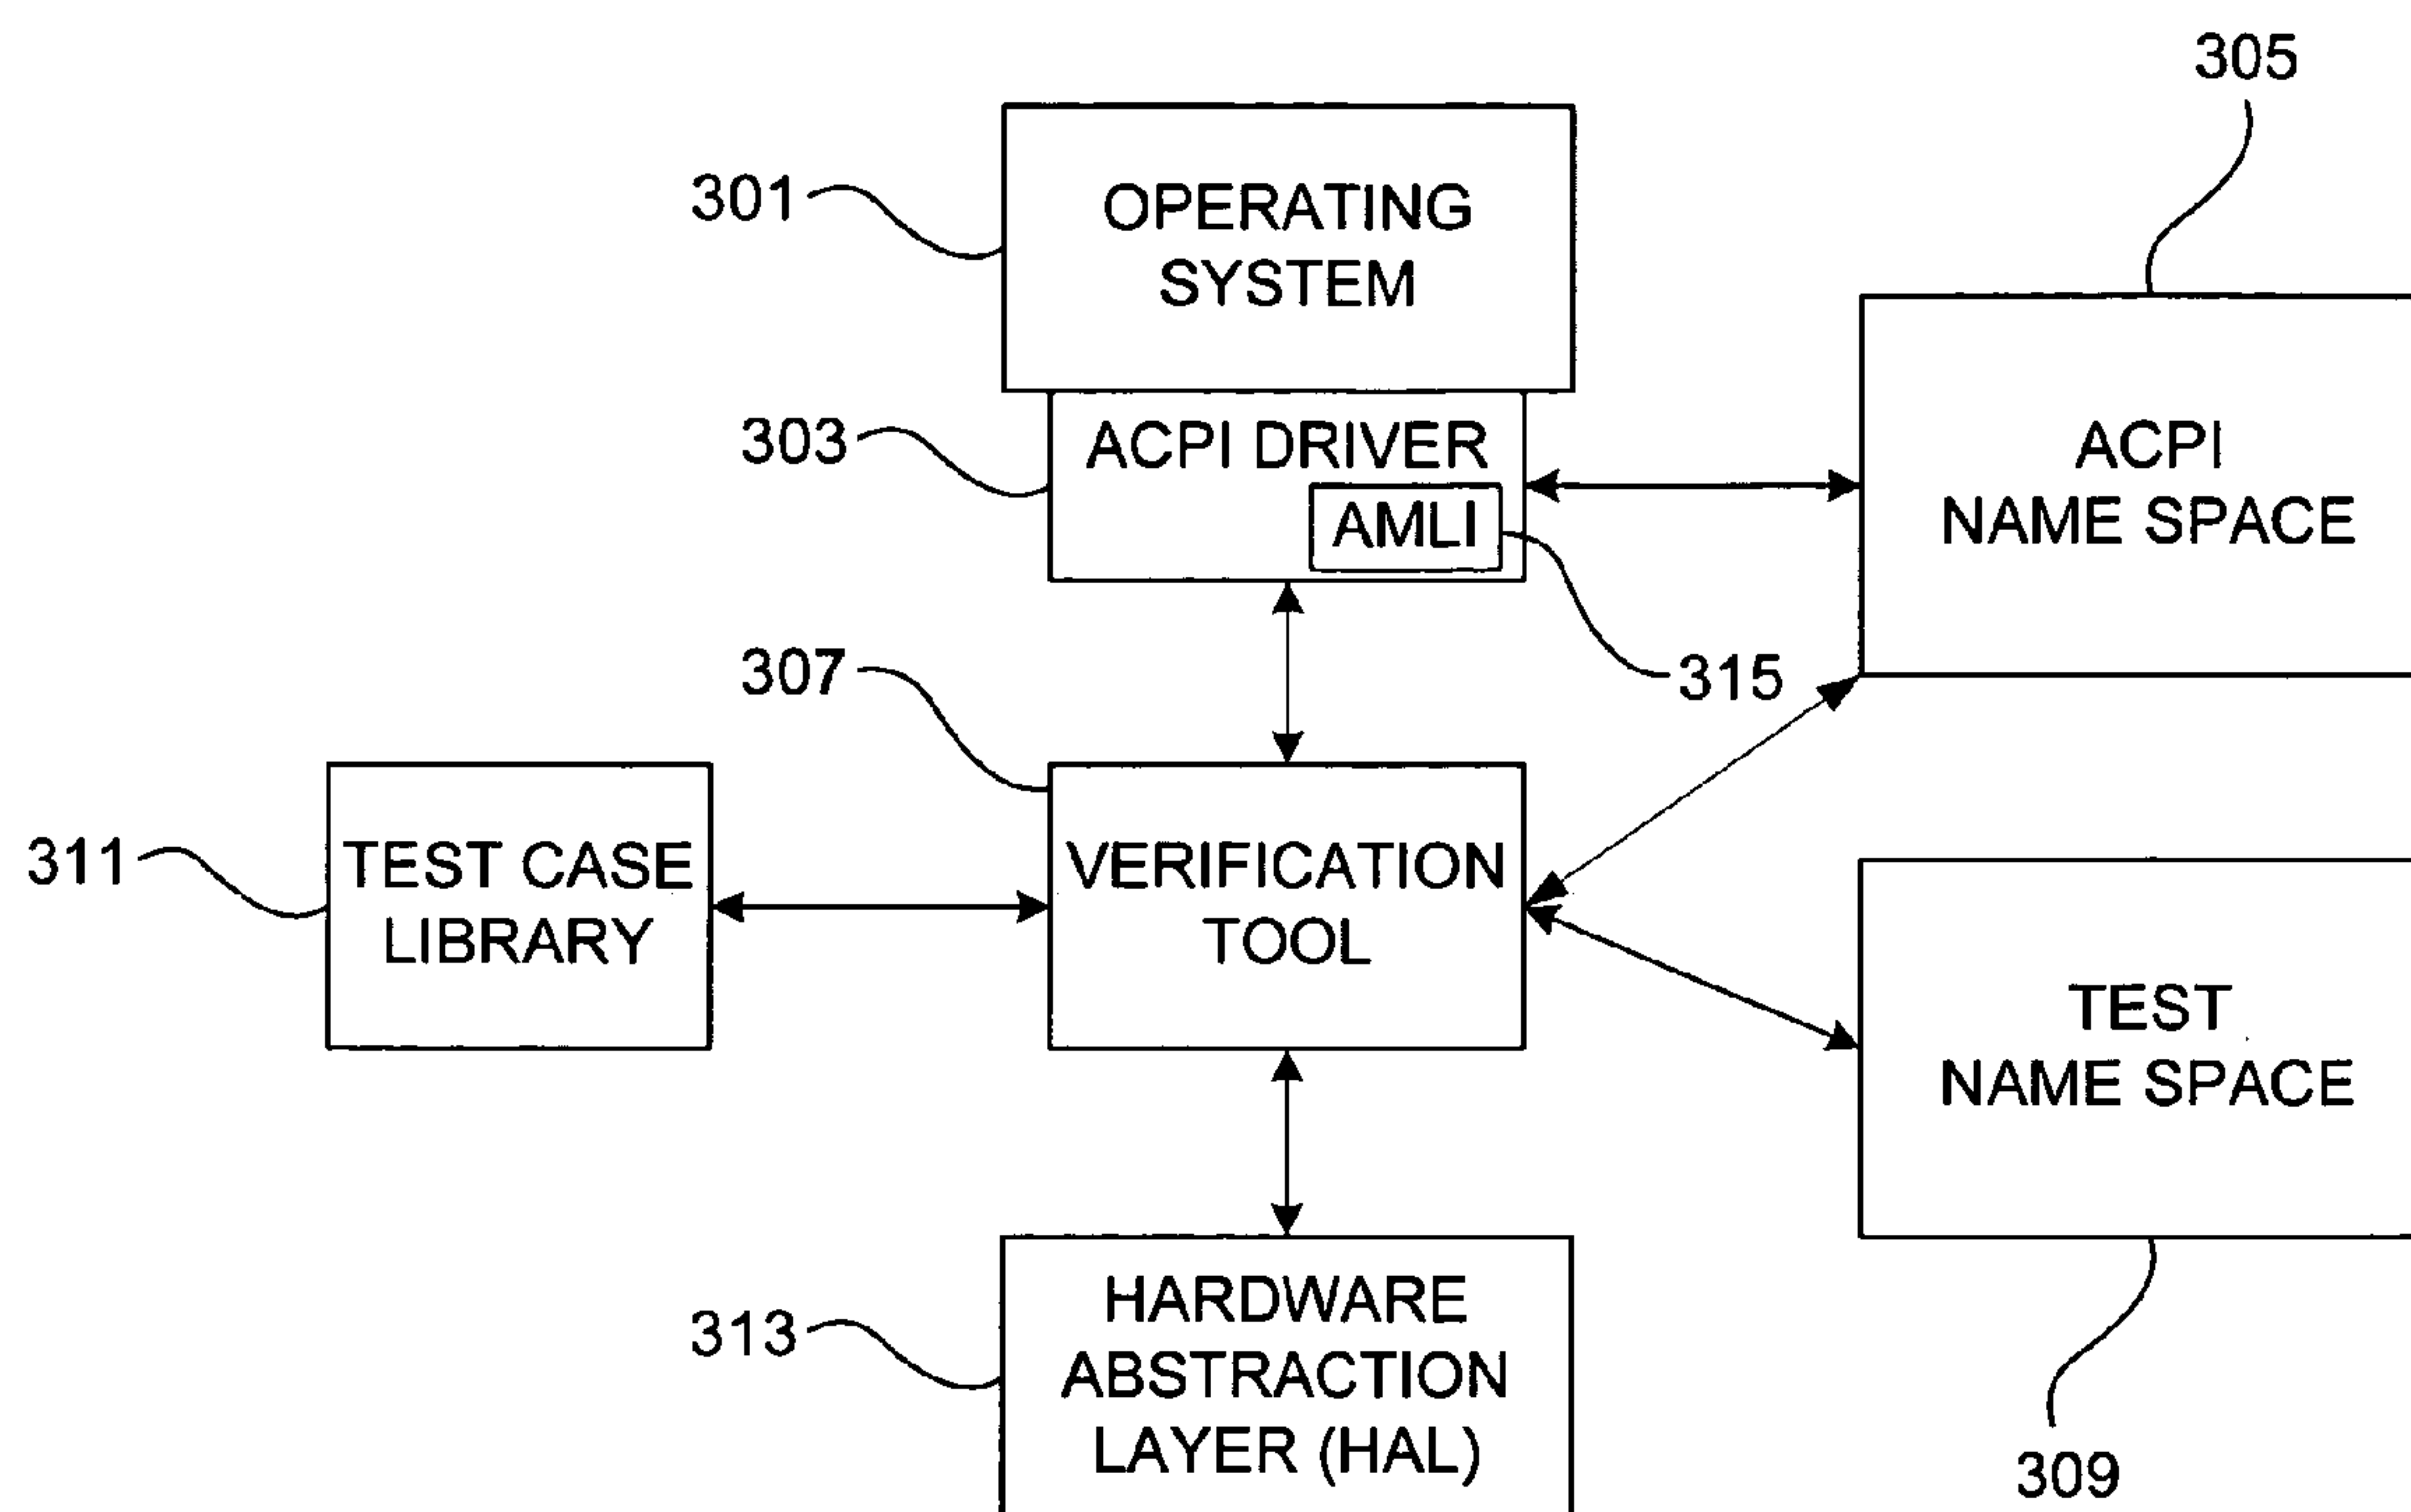 305
301
OPERATING
SYSTEM
303
ACPI DRIVER
AMLI
ACPI
NAME SPACE
307
315
311
TEST CASE
LIBRARY
VERIFICATION
TOOL
TEST
NAME SPACE
313
HARDWARE
ABSTRACTION
LAYER (HAL)
309